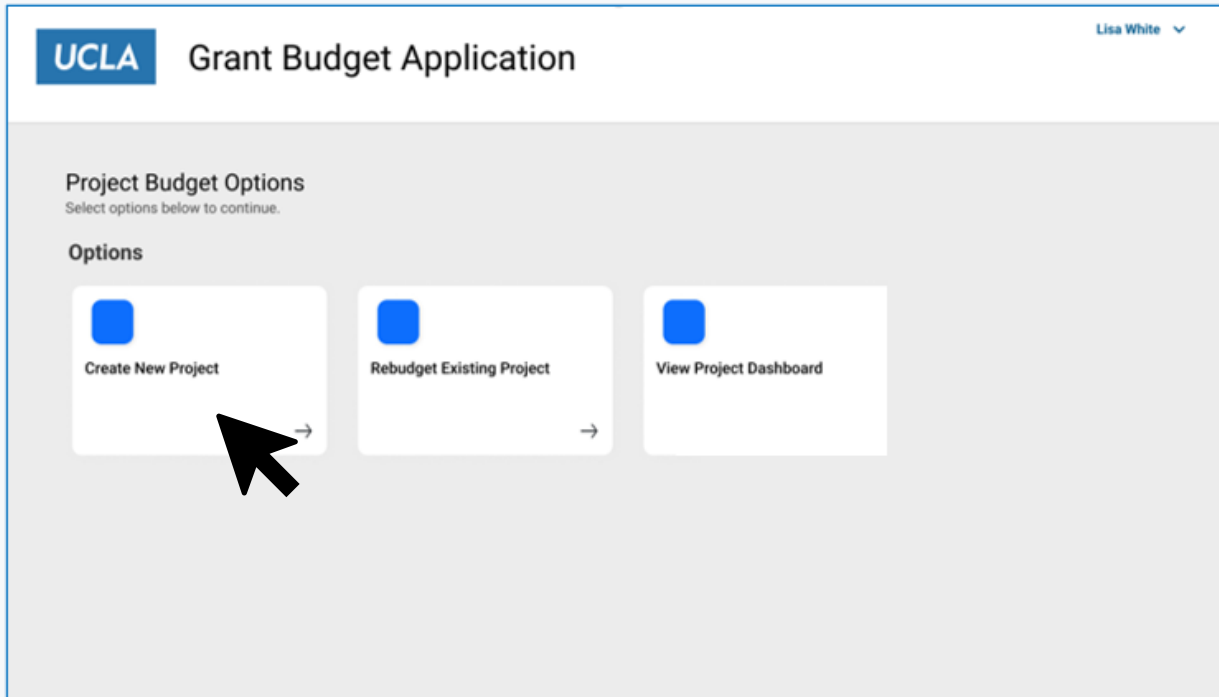 Lisa White
UCLA
Grant Budget Application
Project Budget Options
Select options below to continue.
Options
Create New Project
Rebudget Existing Project
View Project Dashboard